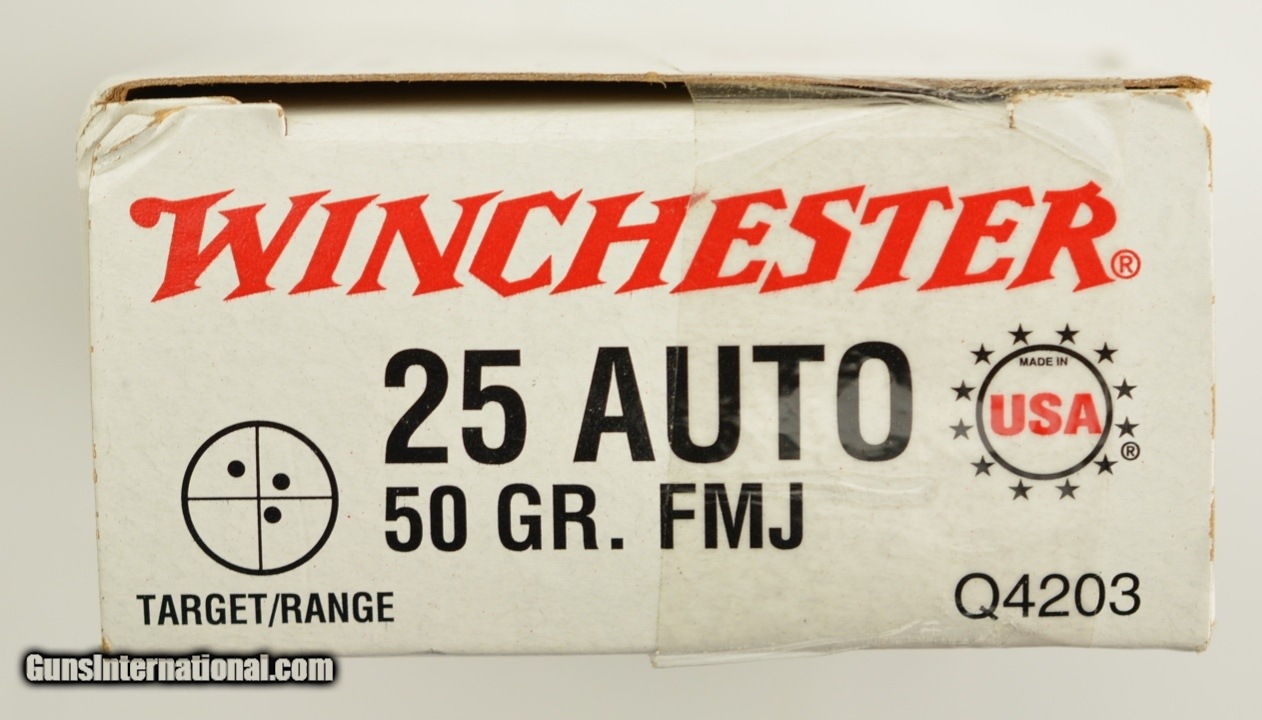 WINCHESTER®
25 AUTO
MADE IN
USA
®
50 GR. FMJ
TARGET/RANGE
Q4203
GunsInternational.com